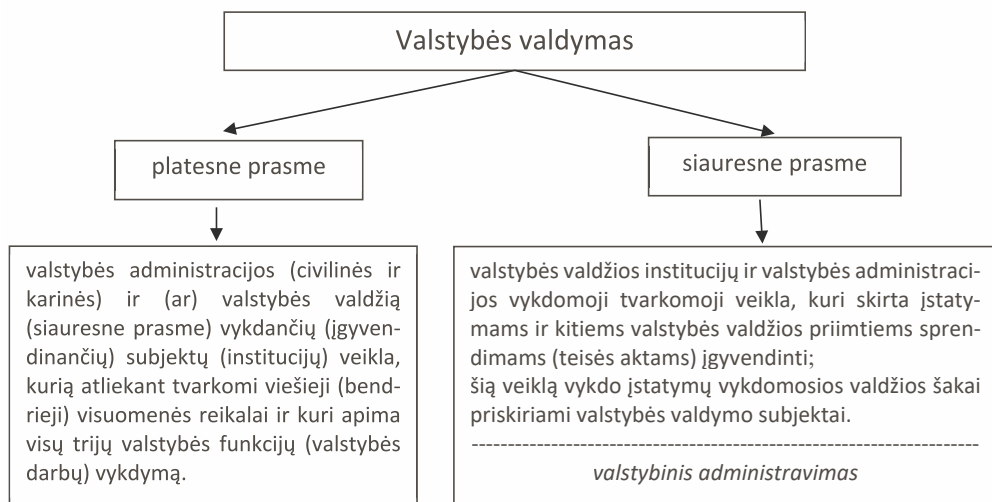 Valstybės valdymas
platesne prasme
siauresne prasme
valstybės administracijos (civilinės ir
karinės) ir (ar) valstybės valdžią
(siauresne prasme) vykdančių (įgyven-
dinančių) subjektų (institucijų) veikla,
kurią atliekant tvarkomi viešieji (bend-
rieji) visuomenės reikalai ir kuri apima
visų trijų valstybės funkcijų (valstybės
darbų) vykdymą.
valstybės valdžios institucijų ir valstybės administraci-
jos vykdomoji tvarkomoji veikla, kuri skirta įstaty-
mams ir kitiems valstybės valdžios priimtiems spren-
dimams (teisės aktams) įgyvendinti;
šią veiklą vykdo įstatymų vykdomosios valdžios šakai
priskiriami valstybės valdymo subjektai.
valstybinis administravimas